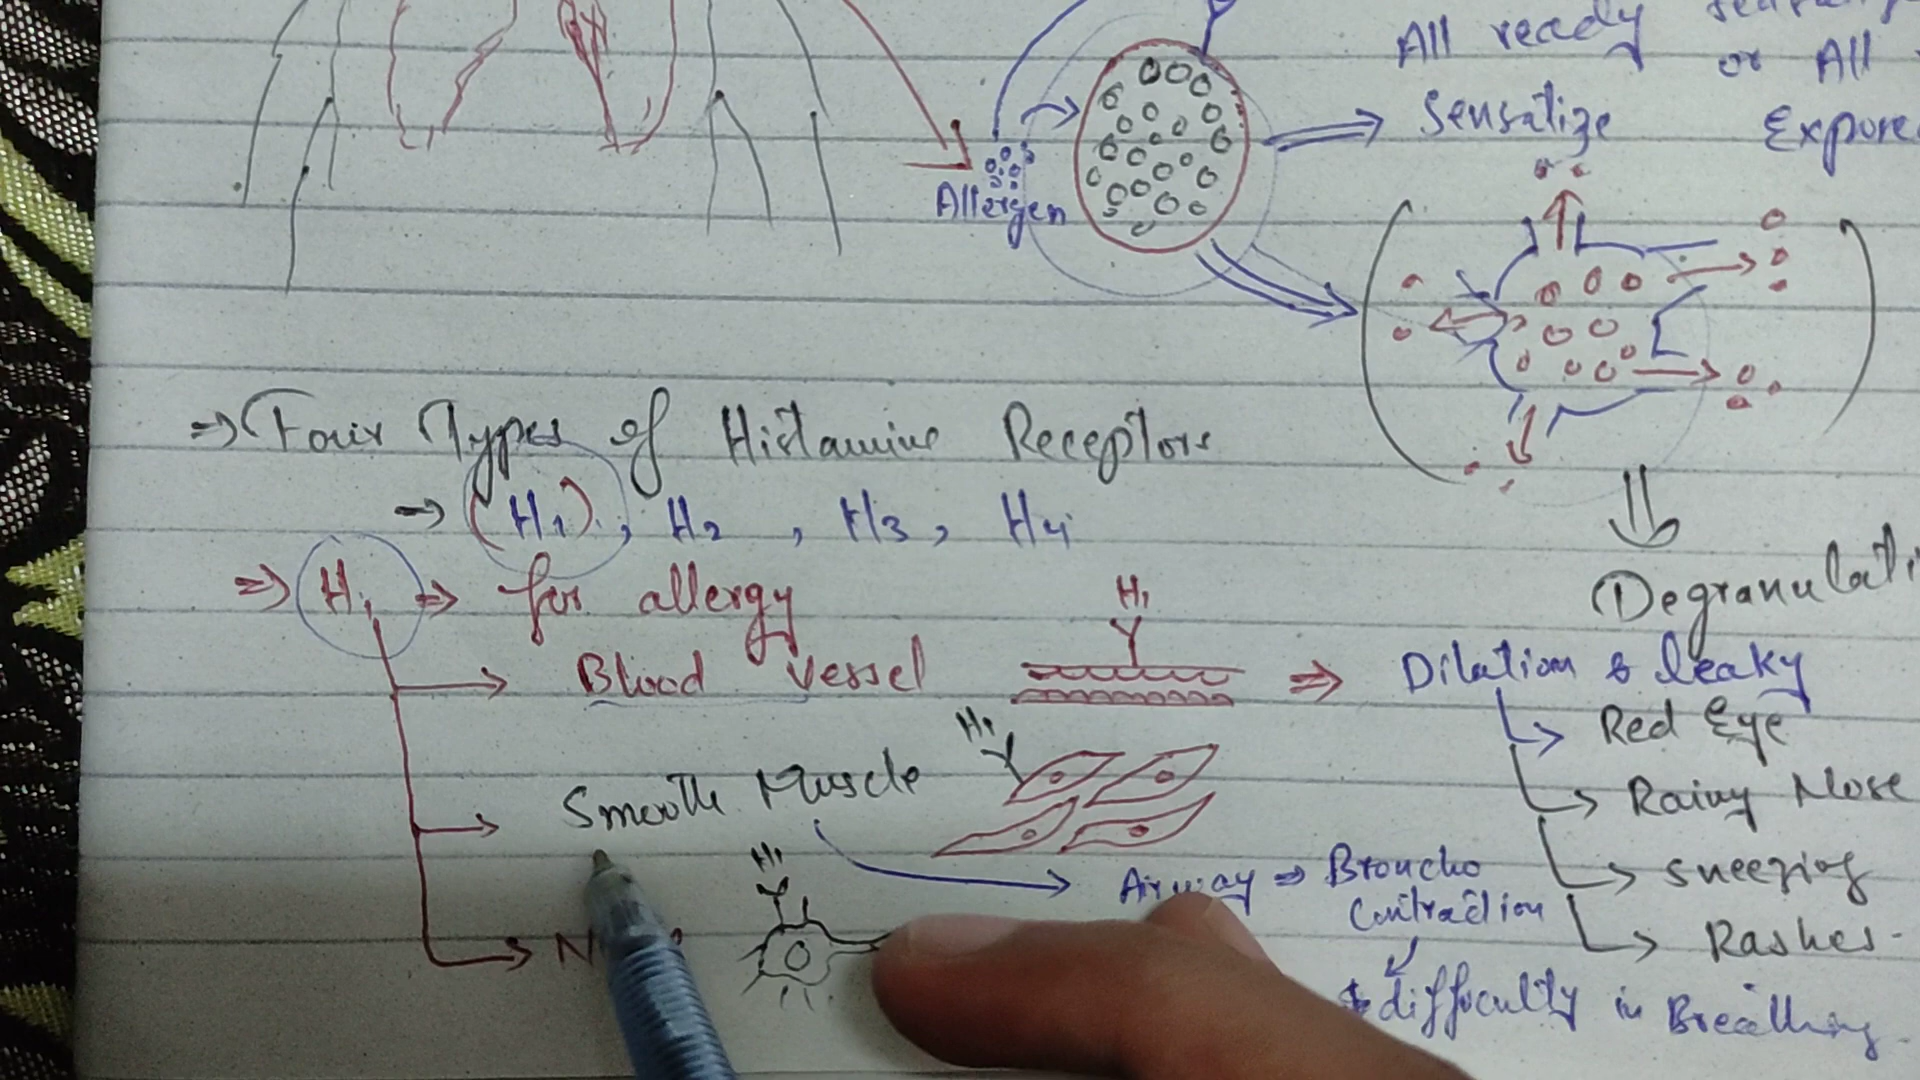 All ready
or All
Sensatize
Expore
Allergen
⇒ Four Types of Histamine Receptors
→ (H1), H2, H3, H4
⇒ H1 ⇒ for allergy
Degranulati
H1
→ Blood Vessel ⇒ Dilation & leaky
→ Red Eye
H1
→ Smooth Muscle
→ Rainy Nose
H1
Airway ⇒ Broncho
Contraction
→ Sneezing
→ Rashes.
difficulty in Breathing.